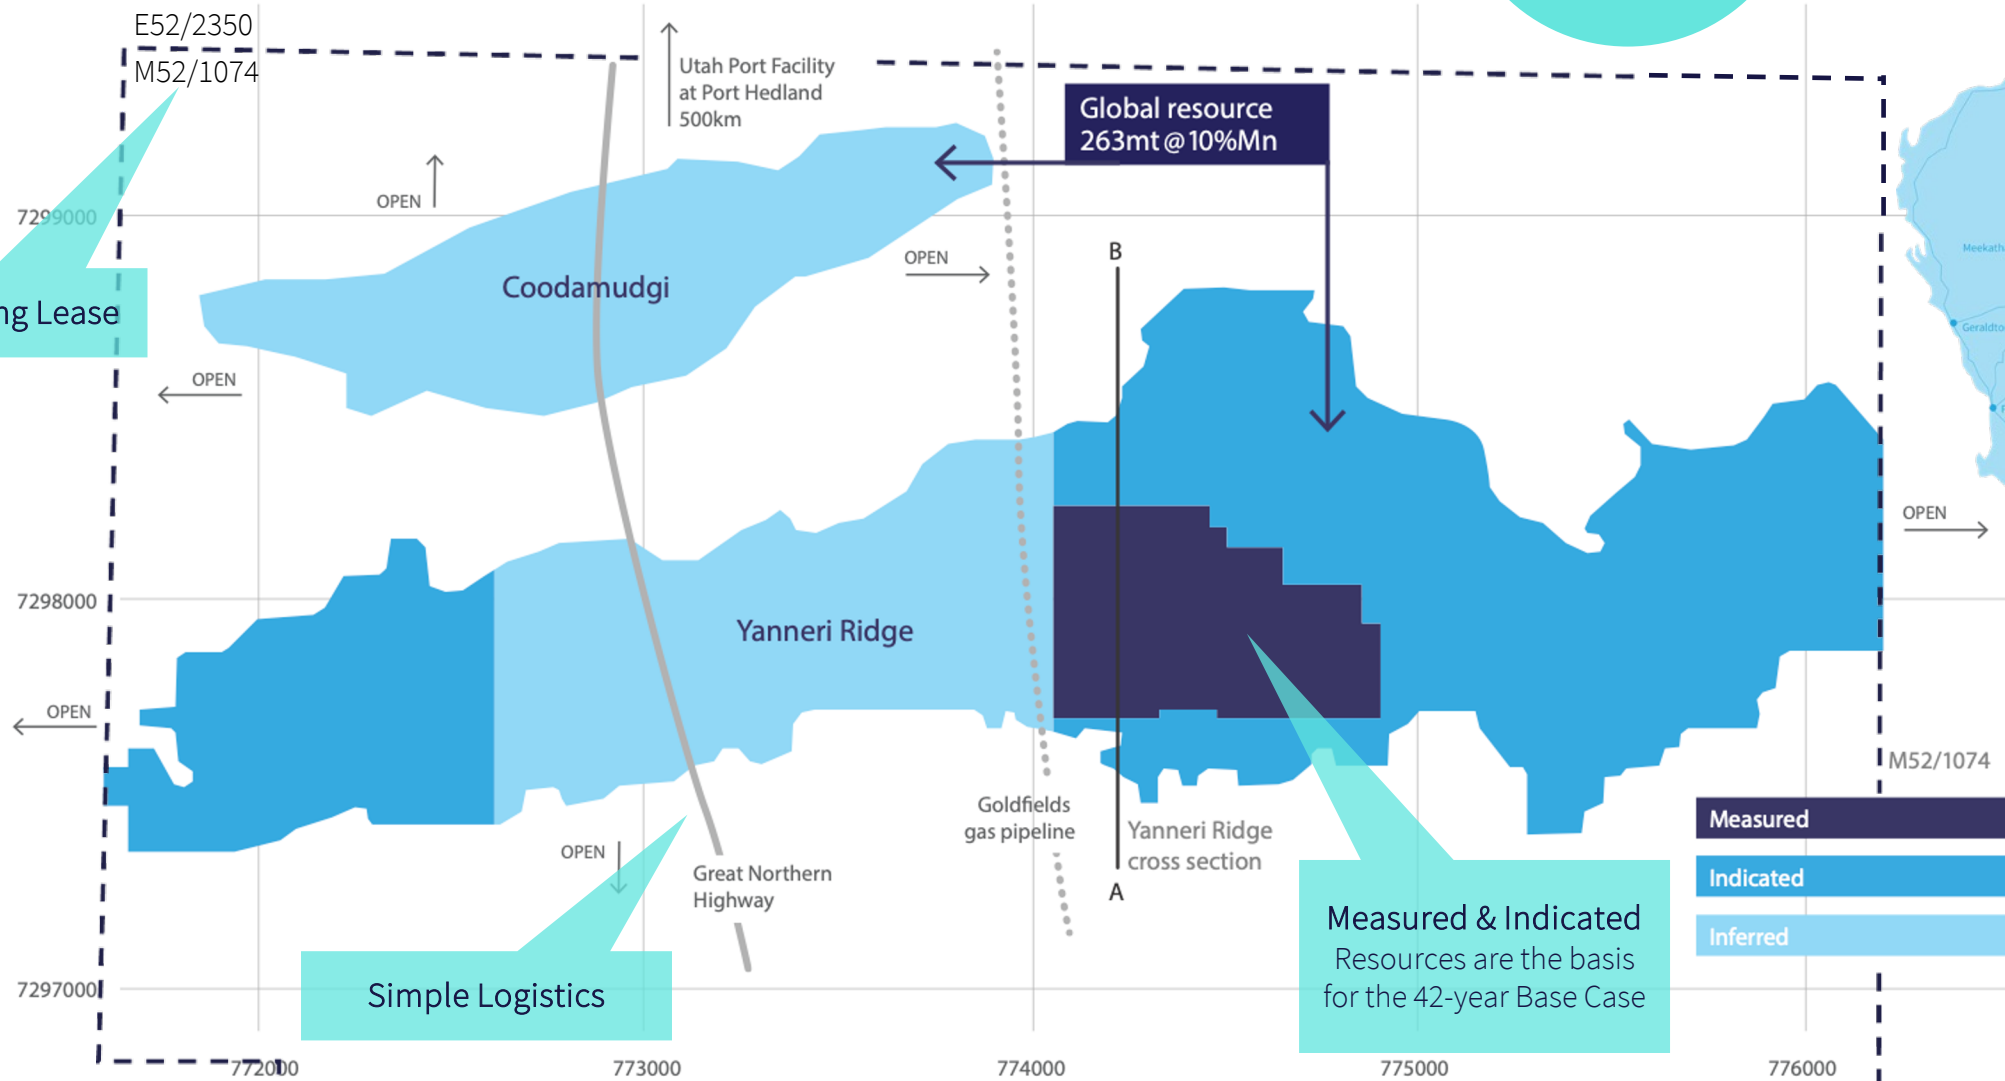 E52/2350
M52/1074
Utah Port Facility
at Port Hedland
500km
Global resource
263mt @ 10%Mn
OPEN
7299000
OPEN
B
Meekath
Coodamudgi
ng Lease
Geraldto
OPEN
OPEN
7298000
Yanneri Ridge
OPEN
M52/1074
Goldfields
gas pipeline
Yanneri Ridge
cross section
Measured
OPEN
Great Northern
Highway
A
Indicated
Measured & Indicated
Resources are the basis
for the 42-year Base Case
Inferred
7297000
Simple Logistics
772000
773000
774000
775000
776000